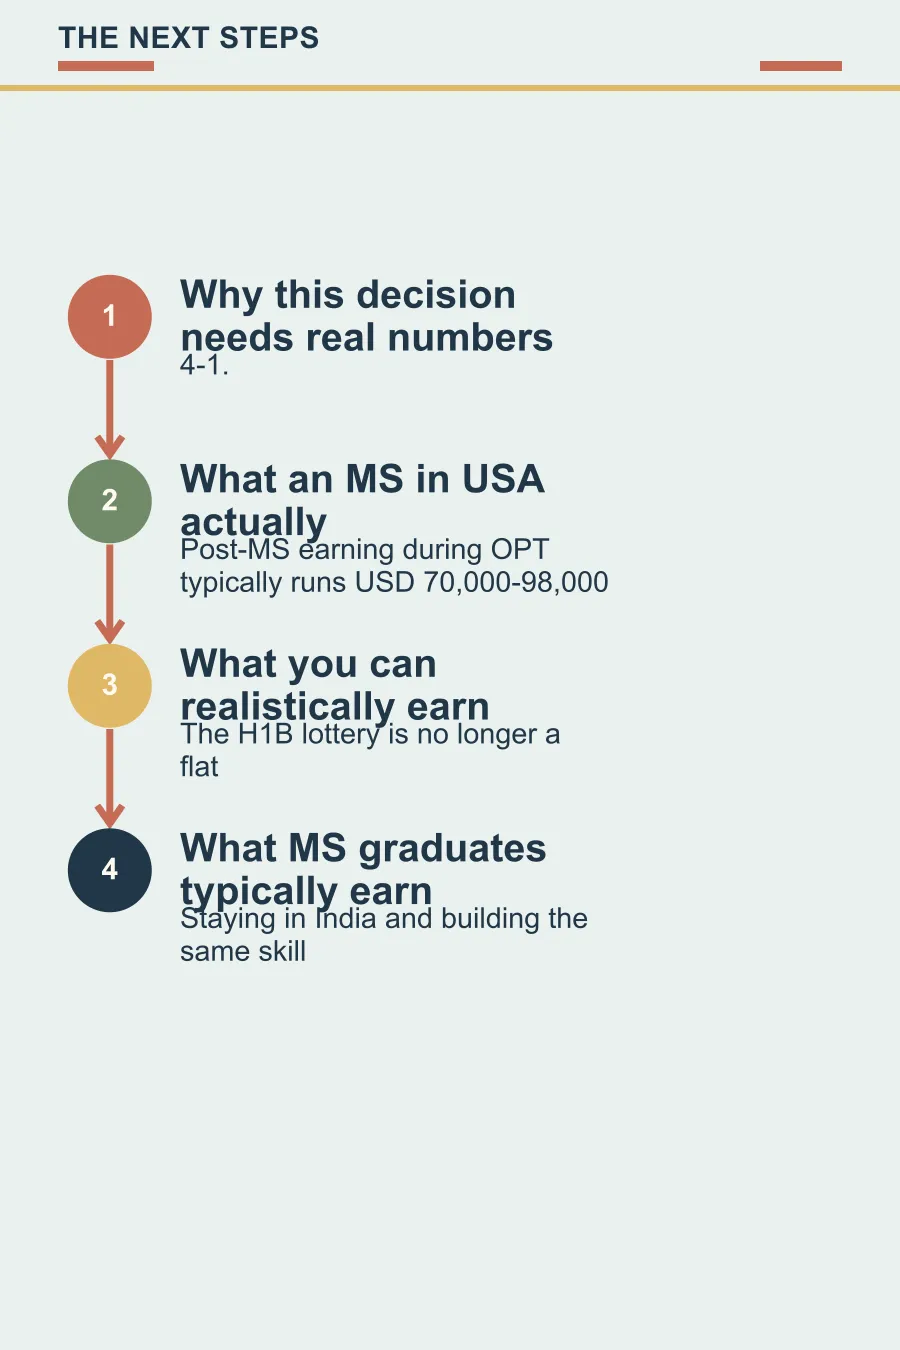 THE NEXT STEPS
1
Why this decision
needs real numbers
4-1.
2
What an MS in USA
actually
Post-MS earning during OPT
typically runs USD 70,000-98,000
3
What you can
realistically earn
The H1B lottery is no longer a
flat
4
What MS graduates
typically earn
Staying in India and building the
same skill